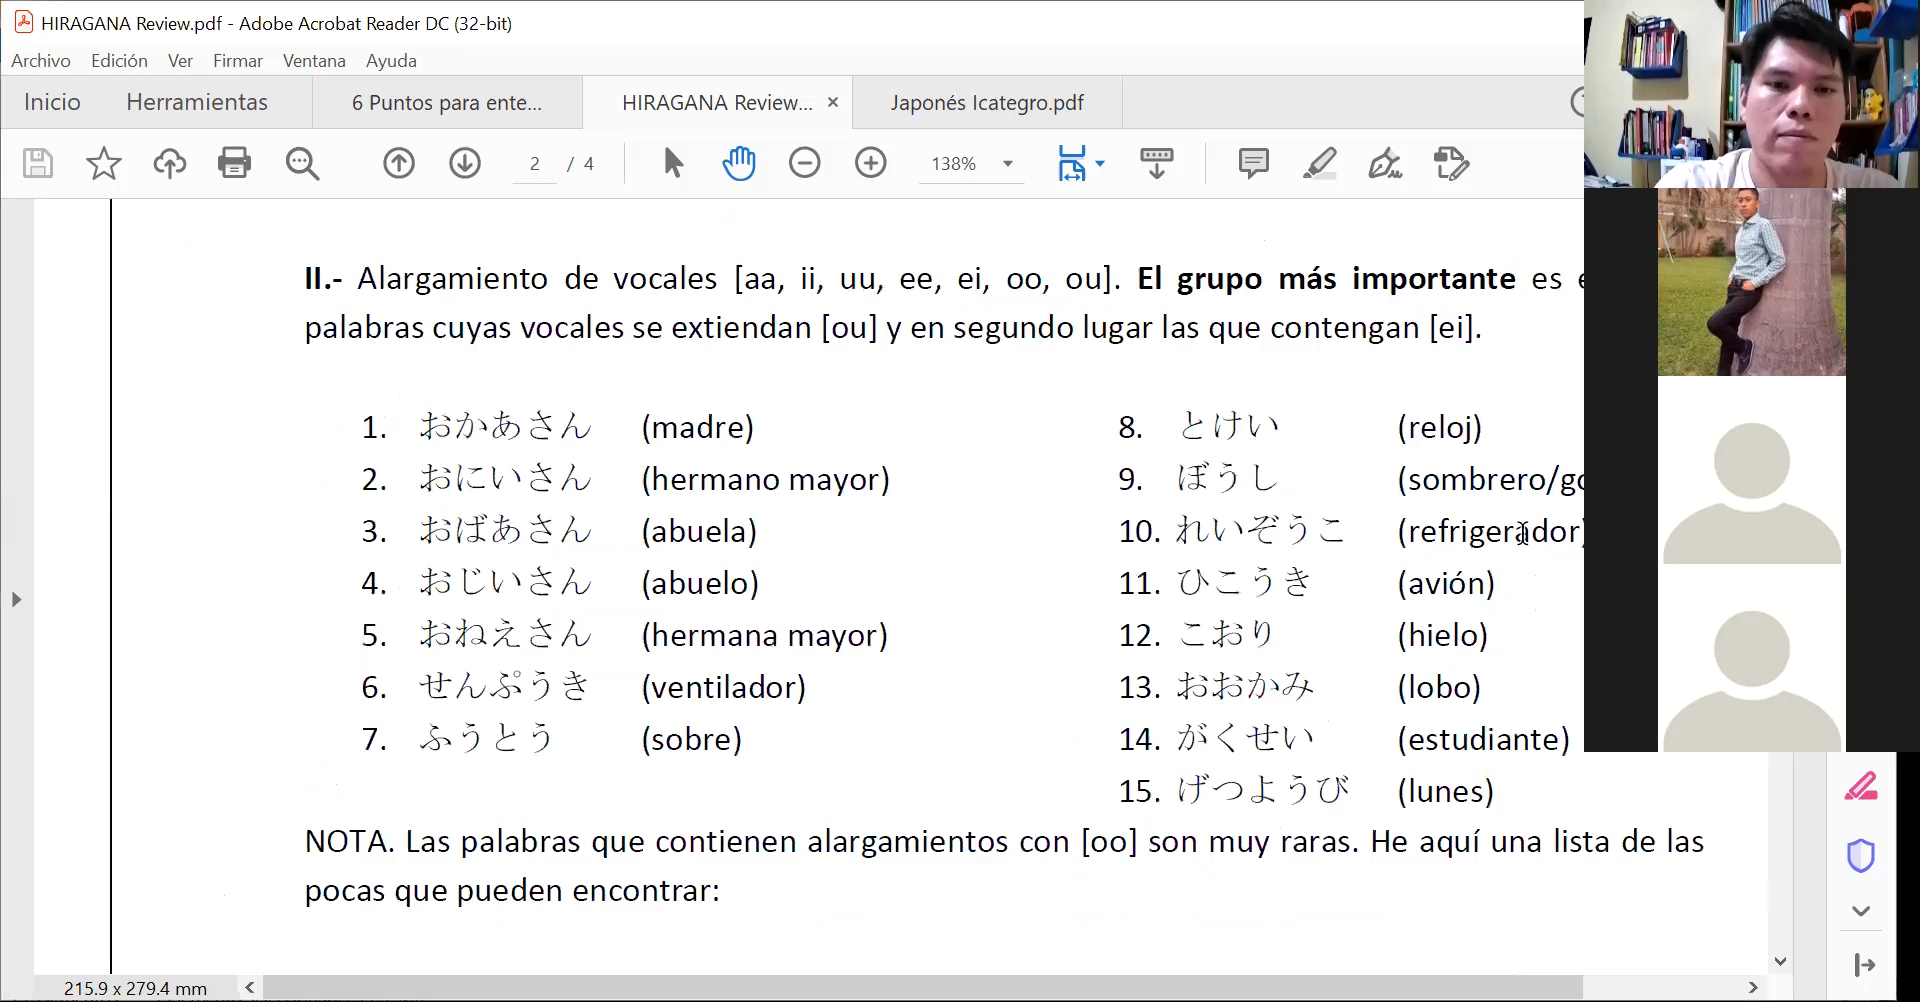 HIRAGANA Review.pdf - Adobe Acrobat Reader DC (32-bit)
Archivo Edición Ver Firmar Ventana Ayuda
Inicio Herramientas 6 Puntos para ente... HIRAGANA Review... × Japonés Icategro.pdf
2 / 4 138%
II.- Alargamiento de vocales [aa, ii, uu, ee, ei, oo, ou]. El grupo más importante es
palabras cuyas vocales se extiendan [ou] y en segundo lugar las que contengan [ei].
1. おかあさん (madre)
2. おにいさん (hermano mayor)
3. おばあさん (abuela)
4. おじいさん (abuelo)
5. おねえさん (hermana mayor)
6. せんぷうき (ventilador)
7. ふうとう (sobre)
8. とけい (reloj)
9. ぼうし (sombrero/go
10. れいぞうこ (refrigerador)
11. ひこうき (avión)
12. こおり (hielo)
13. おおかみ (lobo)
14. がくせい (estudiante)
15. げつようび (lunes)
NOTA. Las palabras que contienen alargamientos con [oo] son muy raras. He aquí una lista de las
pocas que pueden encontrar:
215.9 x 279.4 mm